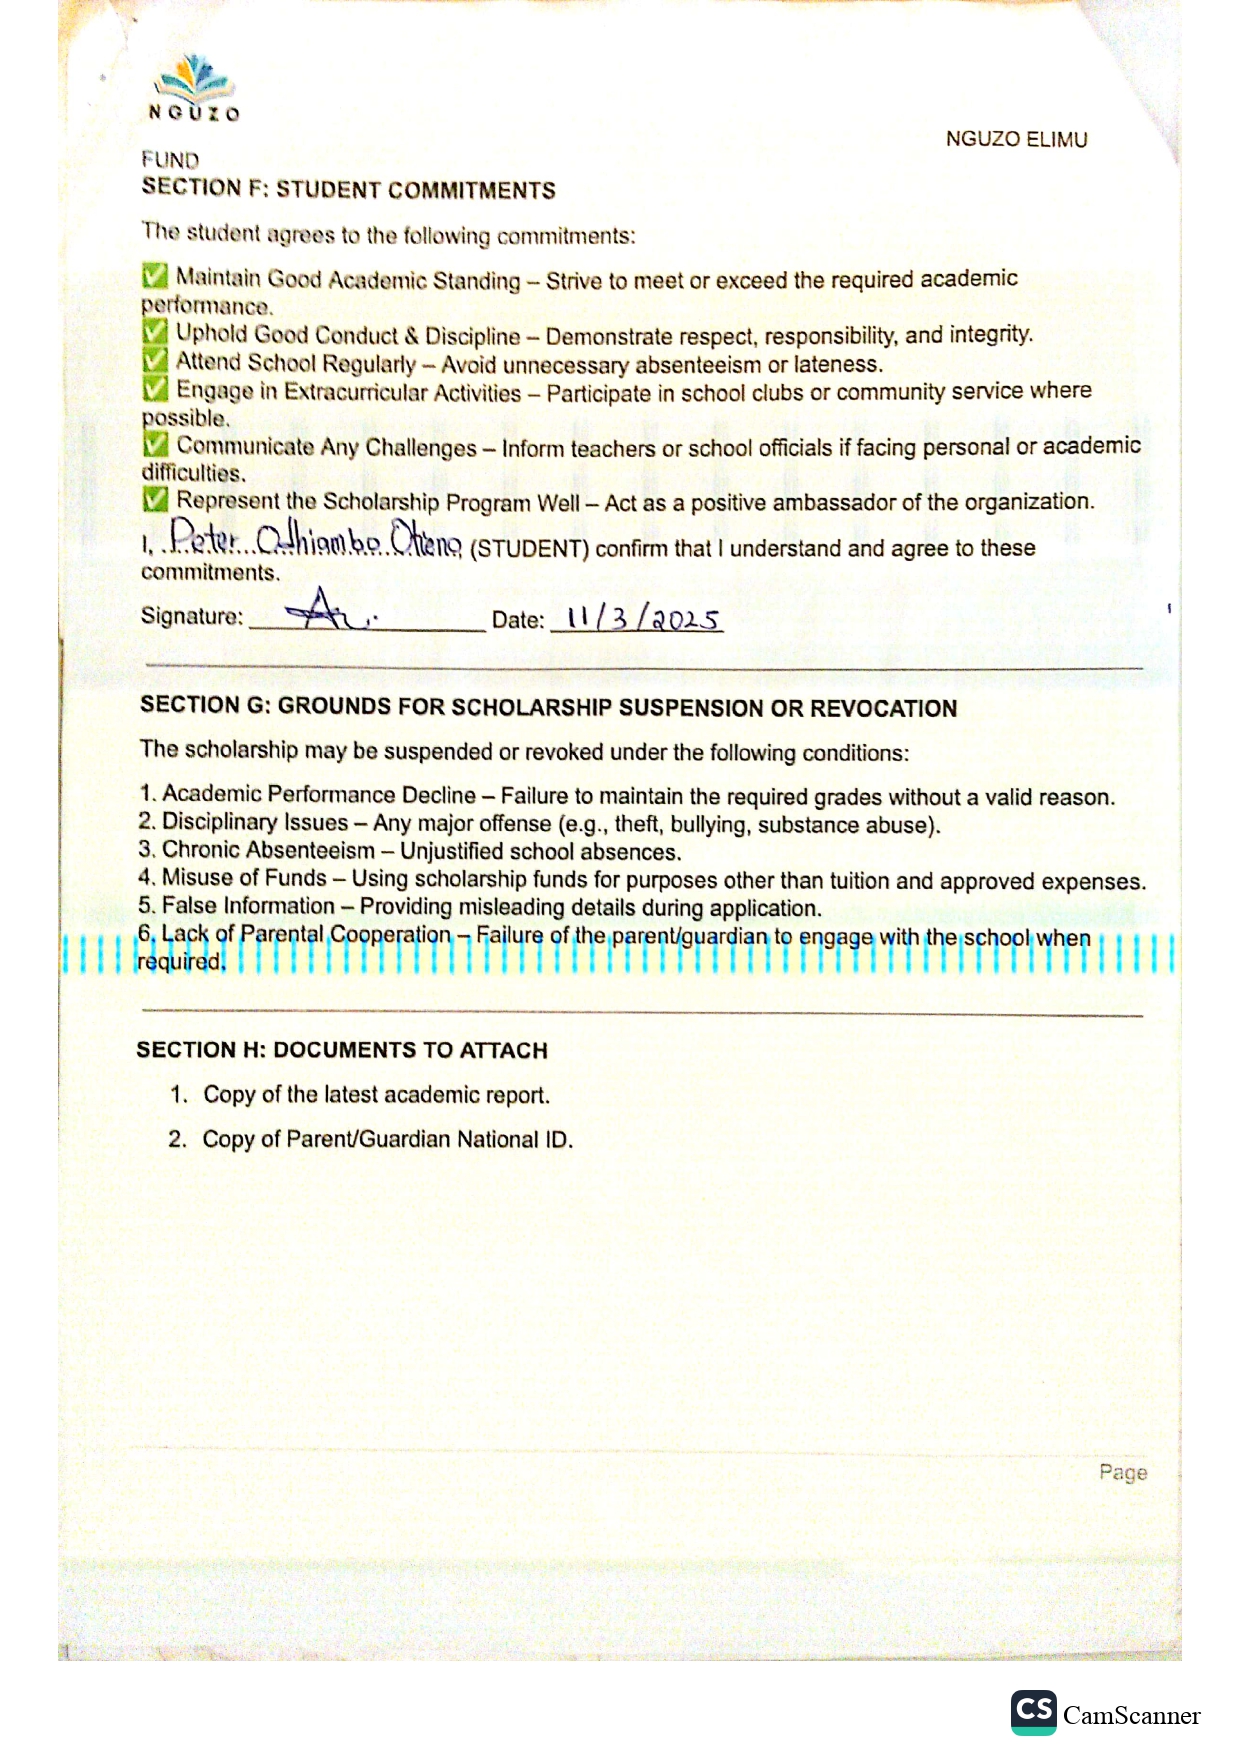 NGUZO
NGUZO ELIMU
FUND
SECTION F: STUDENT COMMITMENTS
The student agrees to the following commitments:
✅ Maintain Good Academic Standing – Strive to meet or exceed the required academic
performance.
✅ Uphold Good Conduct & Discipline – Demonstrate respect, responsibility, and integrity.
✅ Attend School Regularly – Avoid unnecessary absenteeism or lateness.
✅ Engage in Extracurricular Activities – Participate in school clubs or community service where
possible.
✅ Communicate Any Challenges – Inform teachers or school officials if facing personal or academic
difficulties.
✅ Represent the Scholarship Program Well – Act as a positive ambassador of the organization.
I, ..Peter...Odhiambo..Otieno, (STUDENT) confirm that I understand and agree to these
commitments.
Signature: Date: 11/3/2025
SECTION G: GROUNDS FOR SCHOLARSHIP SUSPENSION OR REVOCATION
The scholarship may be suspended or revoked under the following conditions:
1. Academic Performance Decline – Failure to maintain the required grades without a valid reason.
2. Disciplinary Issues – Any major offense (e.g., theft, bullying, substance abuse).
3. Chronic Absenteeism – Unjustified school absences.
4. Misuse of Funds – Using scholarship funds for purposes other than tuition and approved expenses.
5. False Information – Providing misleading details during application.
6. Lack of Parental Cooperation – Failure of the parent/guardian to engage with the school when
required.
SECTION H: DOCUMENTS TO ATTACH
1. Copy of the latest academic report.
2. Copy of Parent/Guardian National ID.
Page
CS CamScanner